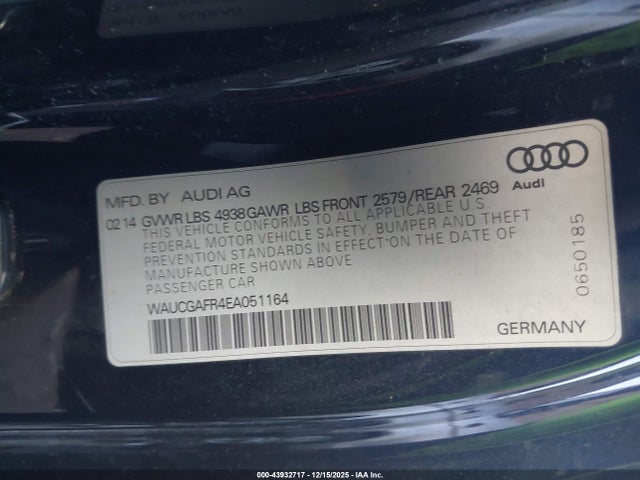 MFD. BY AUDI AG
0214 GVWR LBS 4938 GAWR LBS FRONT 2579/REAR 2469
THIS VEHICLE CONFORMS TO ALL APPLICABLE U.S.
FEDERAL MOTOR VEHICLE SAFETY, BUMPER AND THEFT
PREVENTION STANDARDS IN EFFECT ON THE DATE OF
MANUFACTURE SHOWN ABOVE
PASSENGER CAR
WAUCGAFR4EA051164
Audi
0650185
GERMANY
000-43932717 - 12/15/2025 - IAA Inc.